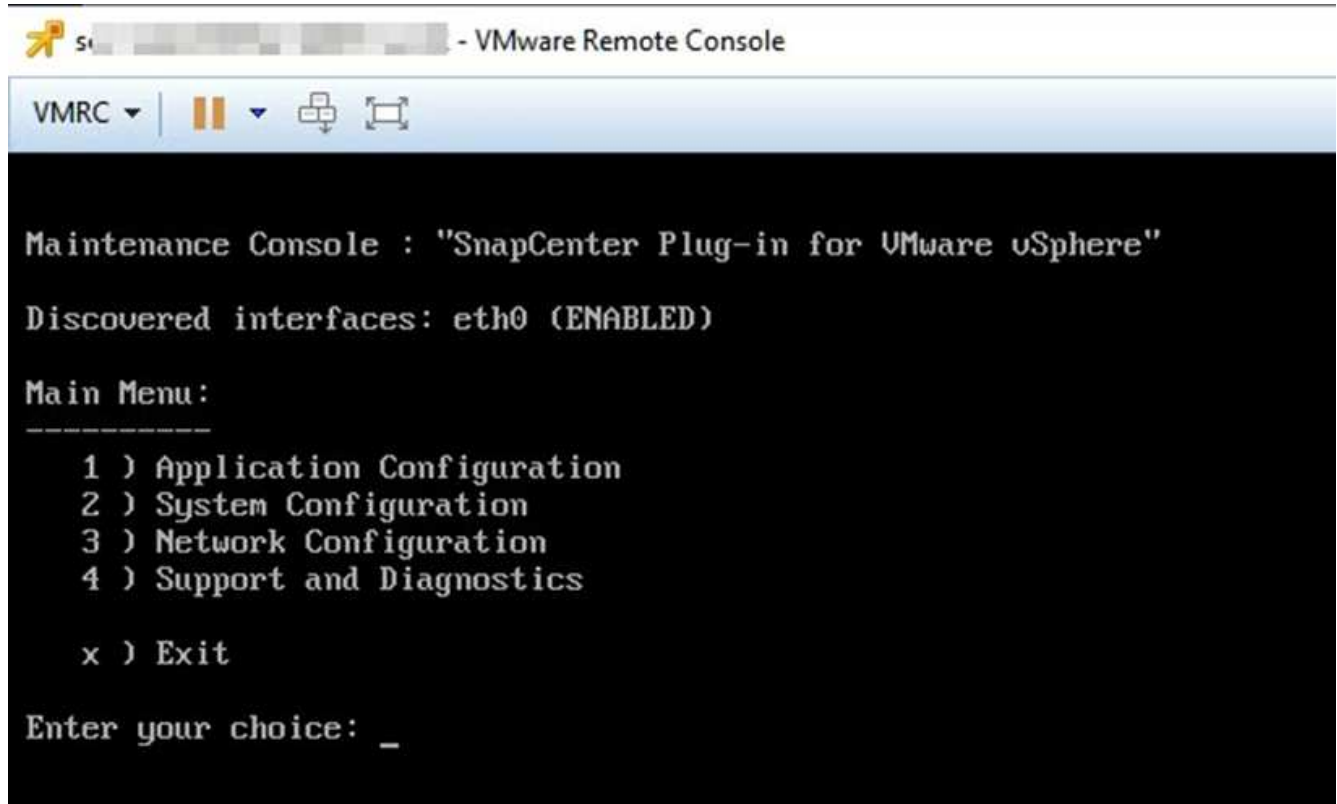 - VMware Remote Console
VMRC
Maintenance Console : "SnapCenter Plug-in for VMware vSphere"
Discovered interfaces: eth0 (ENABLED)
Main Menu:
----------
1 ) Application Configuration
2 ) System Configuration
3 ) Network Configuration
4 ) Support and Diagnostics
x ) Exit
Enter your choice: _